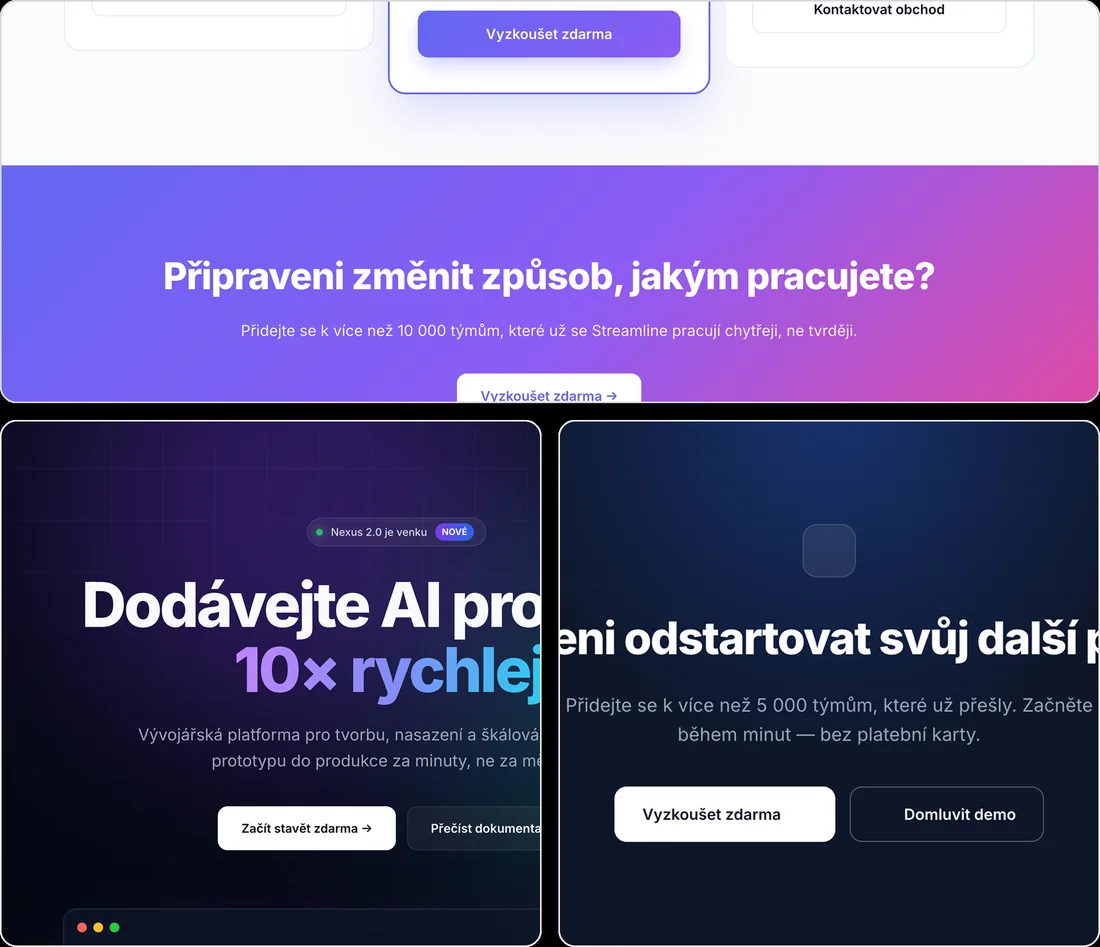 Vyzkoušet zdarma
Kontaktovat obchod
Připraveni změnit způsob, jakým pracujete?
Přidejte se k více než 10 000 týmům, které už se Streamline pracují chytřeji, ne tvrději.
Vyzkoušet zdarma →
Nexus 2.0 je venku NOVÉ
Dodávejte AI pro
10× rychlej
Vývojářská platforma pro tvorbu, nasazení a škálová
prototypu do produkce za minuty, ne za mě
Začít stavět zdarma →
Přečíst dokumenta
eni odstartovat svůj další p
Přidejte se k více než 5 000 týmům, které už přešly. Začněte
během minut — bez platební karty.
Vyzkoušet zdarma
Domluvit demo